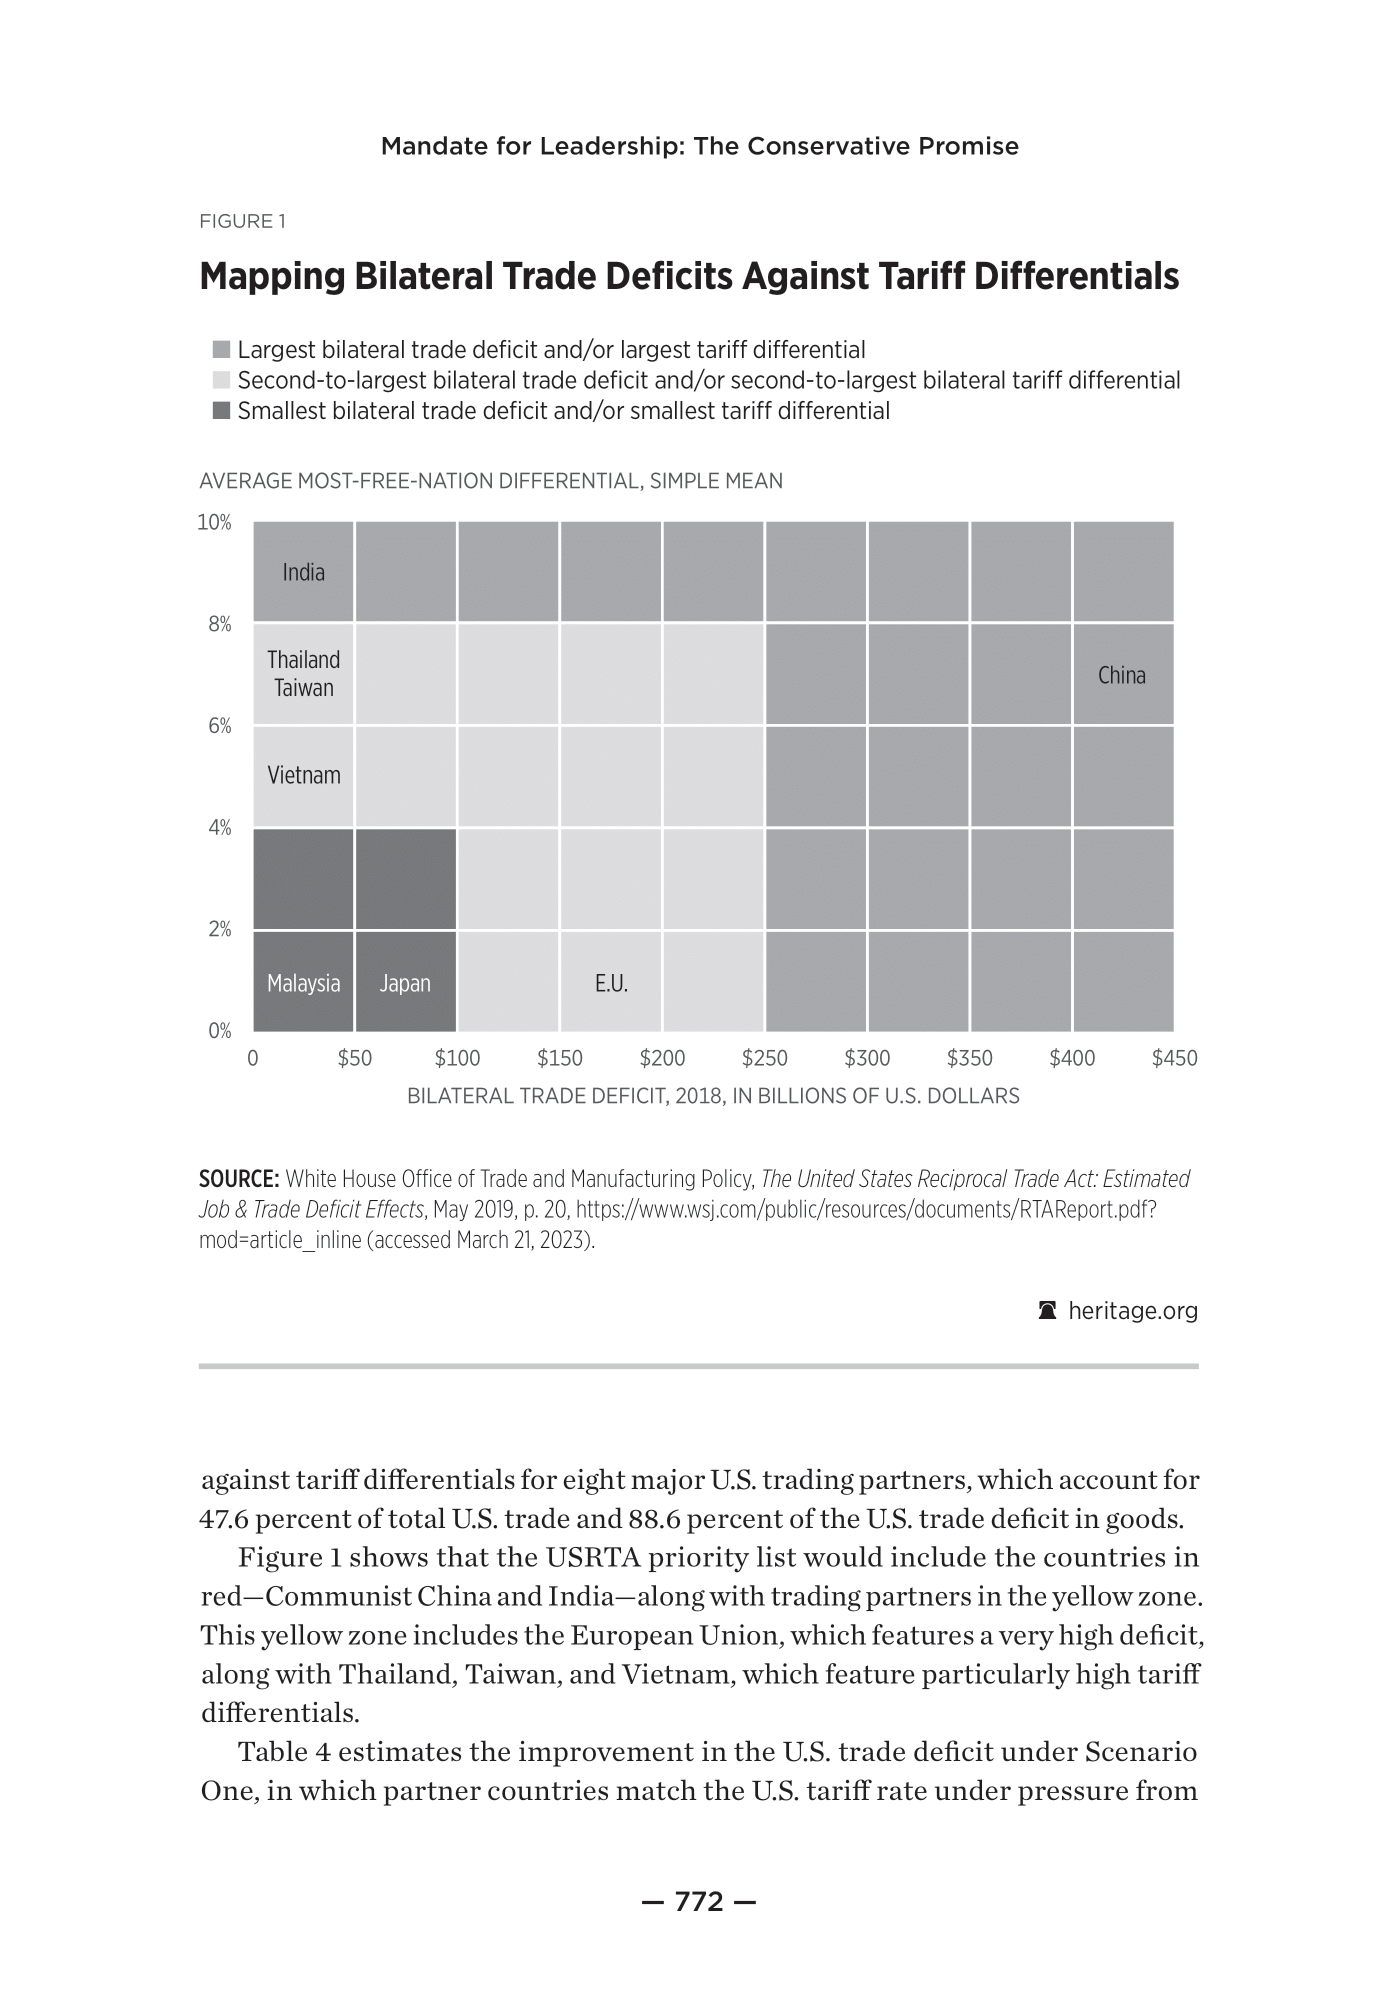 Mandate for Leadership: The Conservative Promise
FIGURE 1
Mapping Bilateral Trade Deficits Against Tariff Differentials
Largest bilateral trade deficit and/or largest tariff differential
Second-to-largest bilateral trade deficit and/or second-to-largest bilateral tariff differential
Smallest bilateral trade deficit and/or smallest tariff differential
AVERAGE MOST-FREE-NATION DIFFERENTIAL, SIMPLE MEAN
10%
India
8%
Thailand
Taiwan
China
6%
Vietnam
4%
2%
Malaysia Japan E.U.
0%
0 $50 $100 $150 $200 $250 $300 $350 $400 $450
BILATERAL TRADE DEFICIT, 2018, IN BILLIONS OF U.S. DOLLARS
SOURCE: White House Office of Trade and Manufacturing Policy, The United States Reciprocal Trade Act: Estimated
Job & Trade Deficit Effects, May 2019, p. 20, https://www.wsj.com/public/resources/documents/RTAReport.pdf?
mod=article_inline (accessed March 21, 2023).
heritage.org
against tariff differentials for eight major U.S. trading partners, which account for
47.6 percent of total U.S. trade and 88.6 percent of the U.S. trade deficit in goods.
Figure 1 shows that the USRTA priority list would include the countries in
red—Communist China and India—along with trading partners in the yellow zone.
This yellow zone includes the European Union, which features a very high deficit,
along with Thailand, Taiwan, and Vietnam, which feature particularly high tariff
differentials.
Table 4 estimates the improvement in the U.S. trade deficit under Scenario
One, in which partner countries match the U.S. tariff rate under pressure from
— 772 —